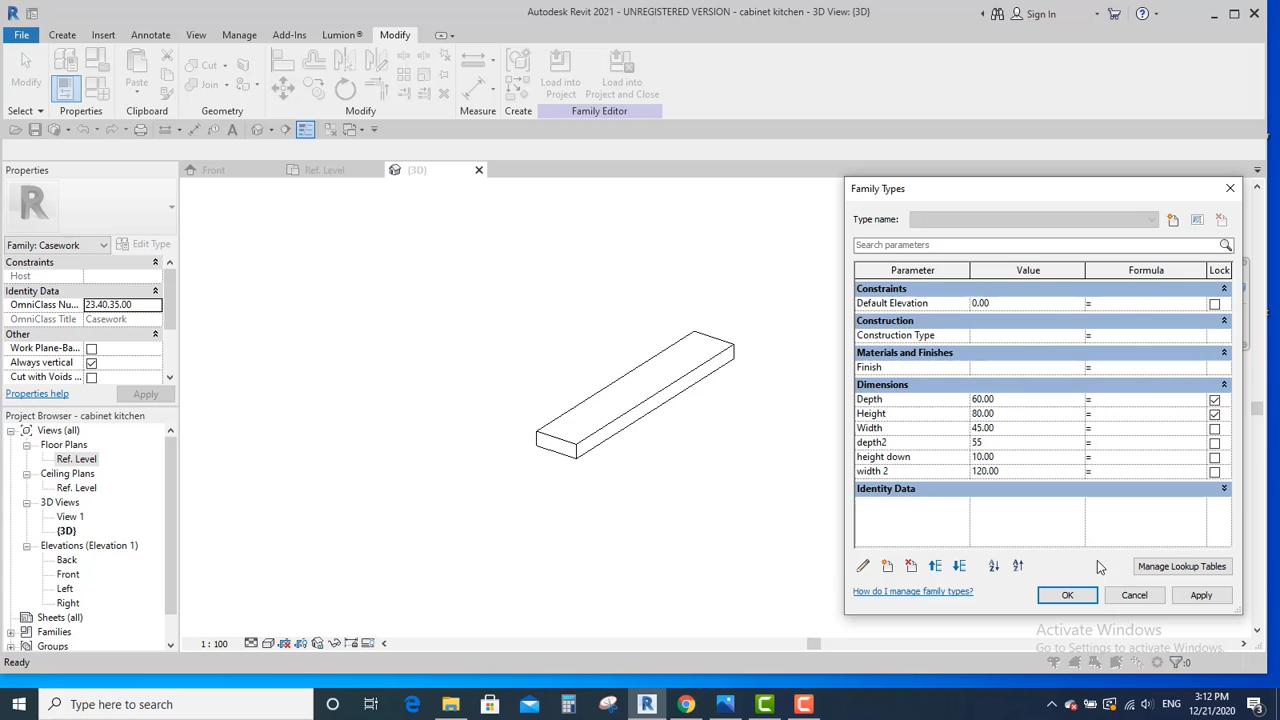 Autodesk Revit 2021 - UNREGISTERED VERSION - cabinet kitchen - 3D View: {3D}
Sign In
File Create Insert Annotate View Manage Add-Ins Lumion® Modify
Modify
Paste
Cut
Join
Load into Project
Load into Project and Close
Select
Properties
Clipboard
Geometry
Modify
Measure
Create
Family Editor
Properties
Front
Ref. Level
{3D}
Family: Casework
Edit Type
Constraints
Host
Identity Data
OmniClass Nu... 23.40.35.00
OmniClass Title Casework
Other
Work Plane-Ba...
Always vertical
Cut with Voids
Properties help
Apply
Project Browser - cabinet kitchen
Views (all)
Floor Plans
Ref. Level
Ceiling Plans
Ref. Level
3D Views
View 1
{3D}
Elevations (Elevation 1)
Back
Front
Left
Right
Sheets (all)
Families
Groups
Family Types
Type name:
Search parameters
Parameter Value Formula Lock
Constraints
Default Elevation 0.00 =
Construction
Construction Type =
Materials and Finishes
Finish =
Dimensions
Depth 60.00 =
Height 80.00 =
Width 45.00 =
depth2 55 =
height down 10.00 =
width 2 120.00 =
Identity Data
Manage Lookup Tables
How do I manage family types?
OK
Cancel
Apply
Activate Windows
Go to Settings to activate Windows.
1 : 100
Ready
:0
Type here to search
3:12 PM
12/21/2020